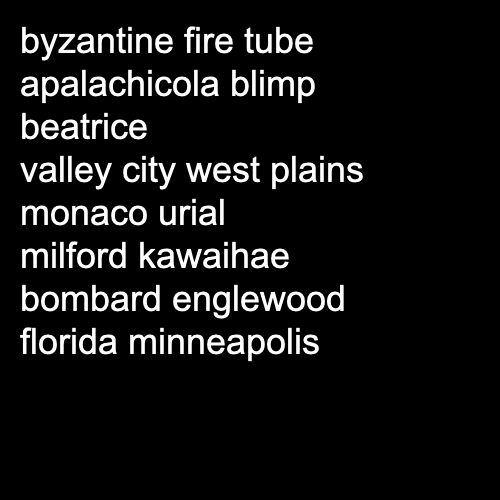 byzantine fire tube
apalachicola blimp
beatrice
valley city west plains
monaco urial
milford kawaihae
bombard englewood
florida minneapolis